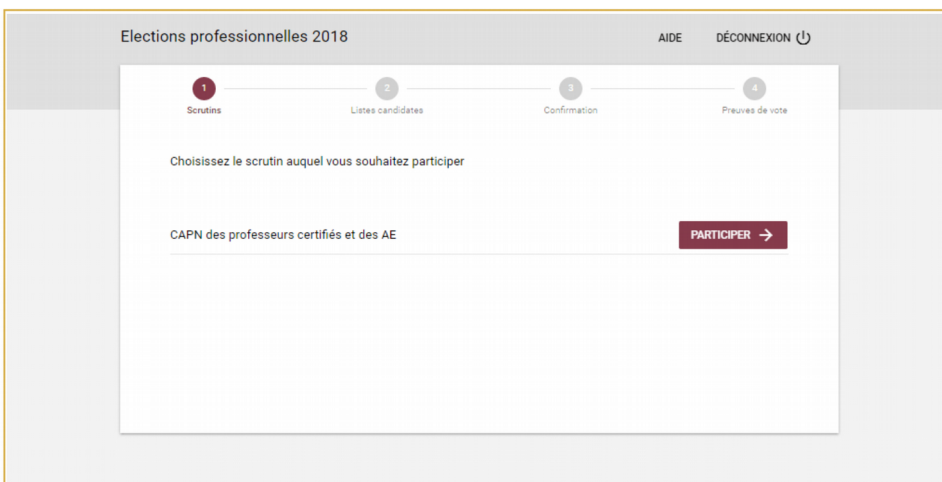 Elections professionnelles 2018
AIDE
DÉCONNEXION
1
2
3
4
Scrutins
Listes candidates
Confirmation
Preuves de vote
Choisissez le scrutin auquel vous souhaitez participer
CAPN des professeurs certifiés et des AE
PARTICIPER